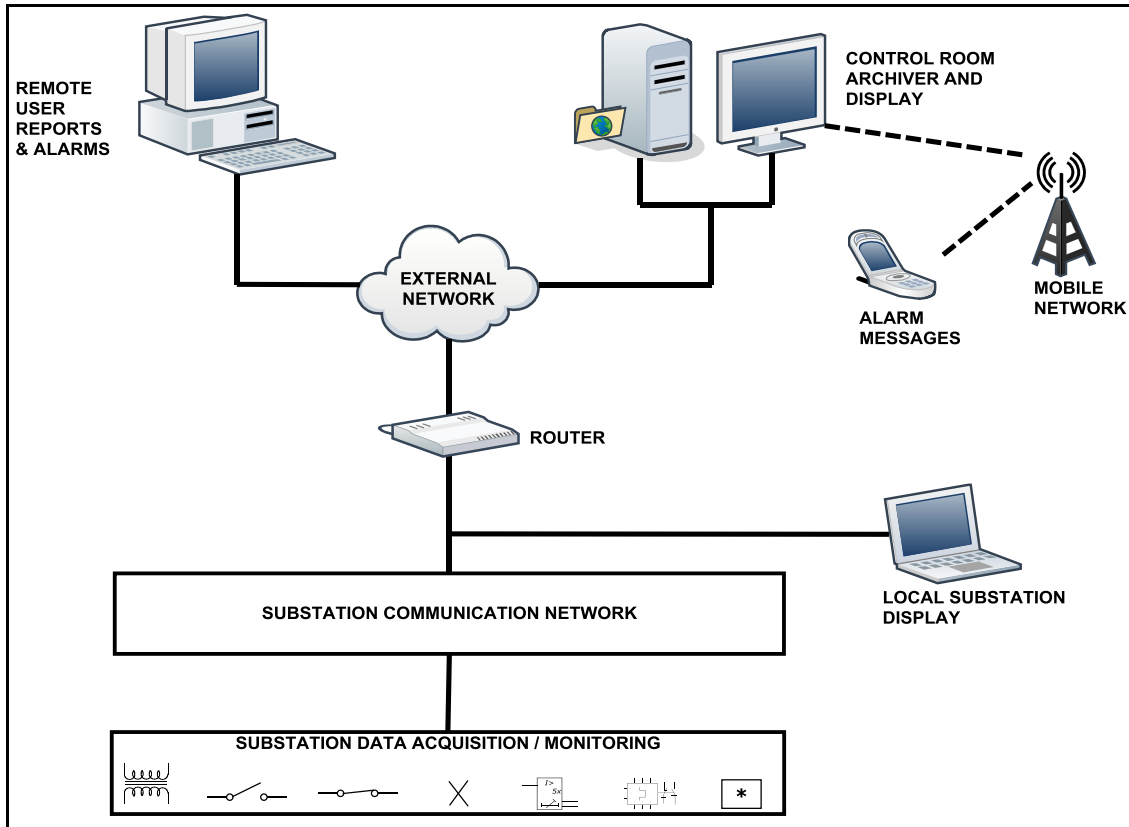 REMOTE
USER
REPORTS
& ALARMS
CONTROL ROOM
ARCHIVER AND
DISPLAY
EXTERNAL
NETWORK
MOBILE
NETWORK
ALARM
MESSAGES
ROUTER
LOCAL SUBSTATION
DISPLAY
SUBSTATION COMMUNICATION NETWORK
SUBSTATION DATA ACQUISITION / MONITORING
I>
5x
*